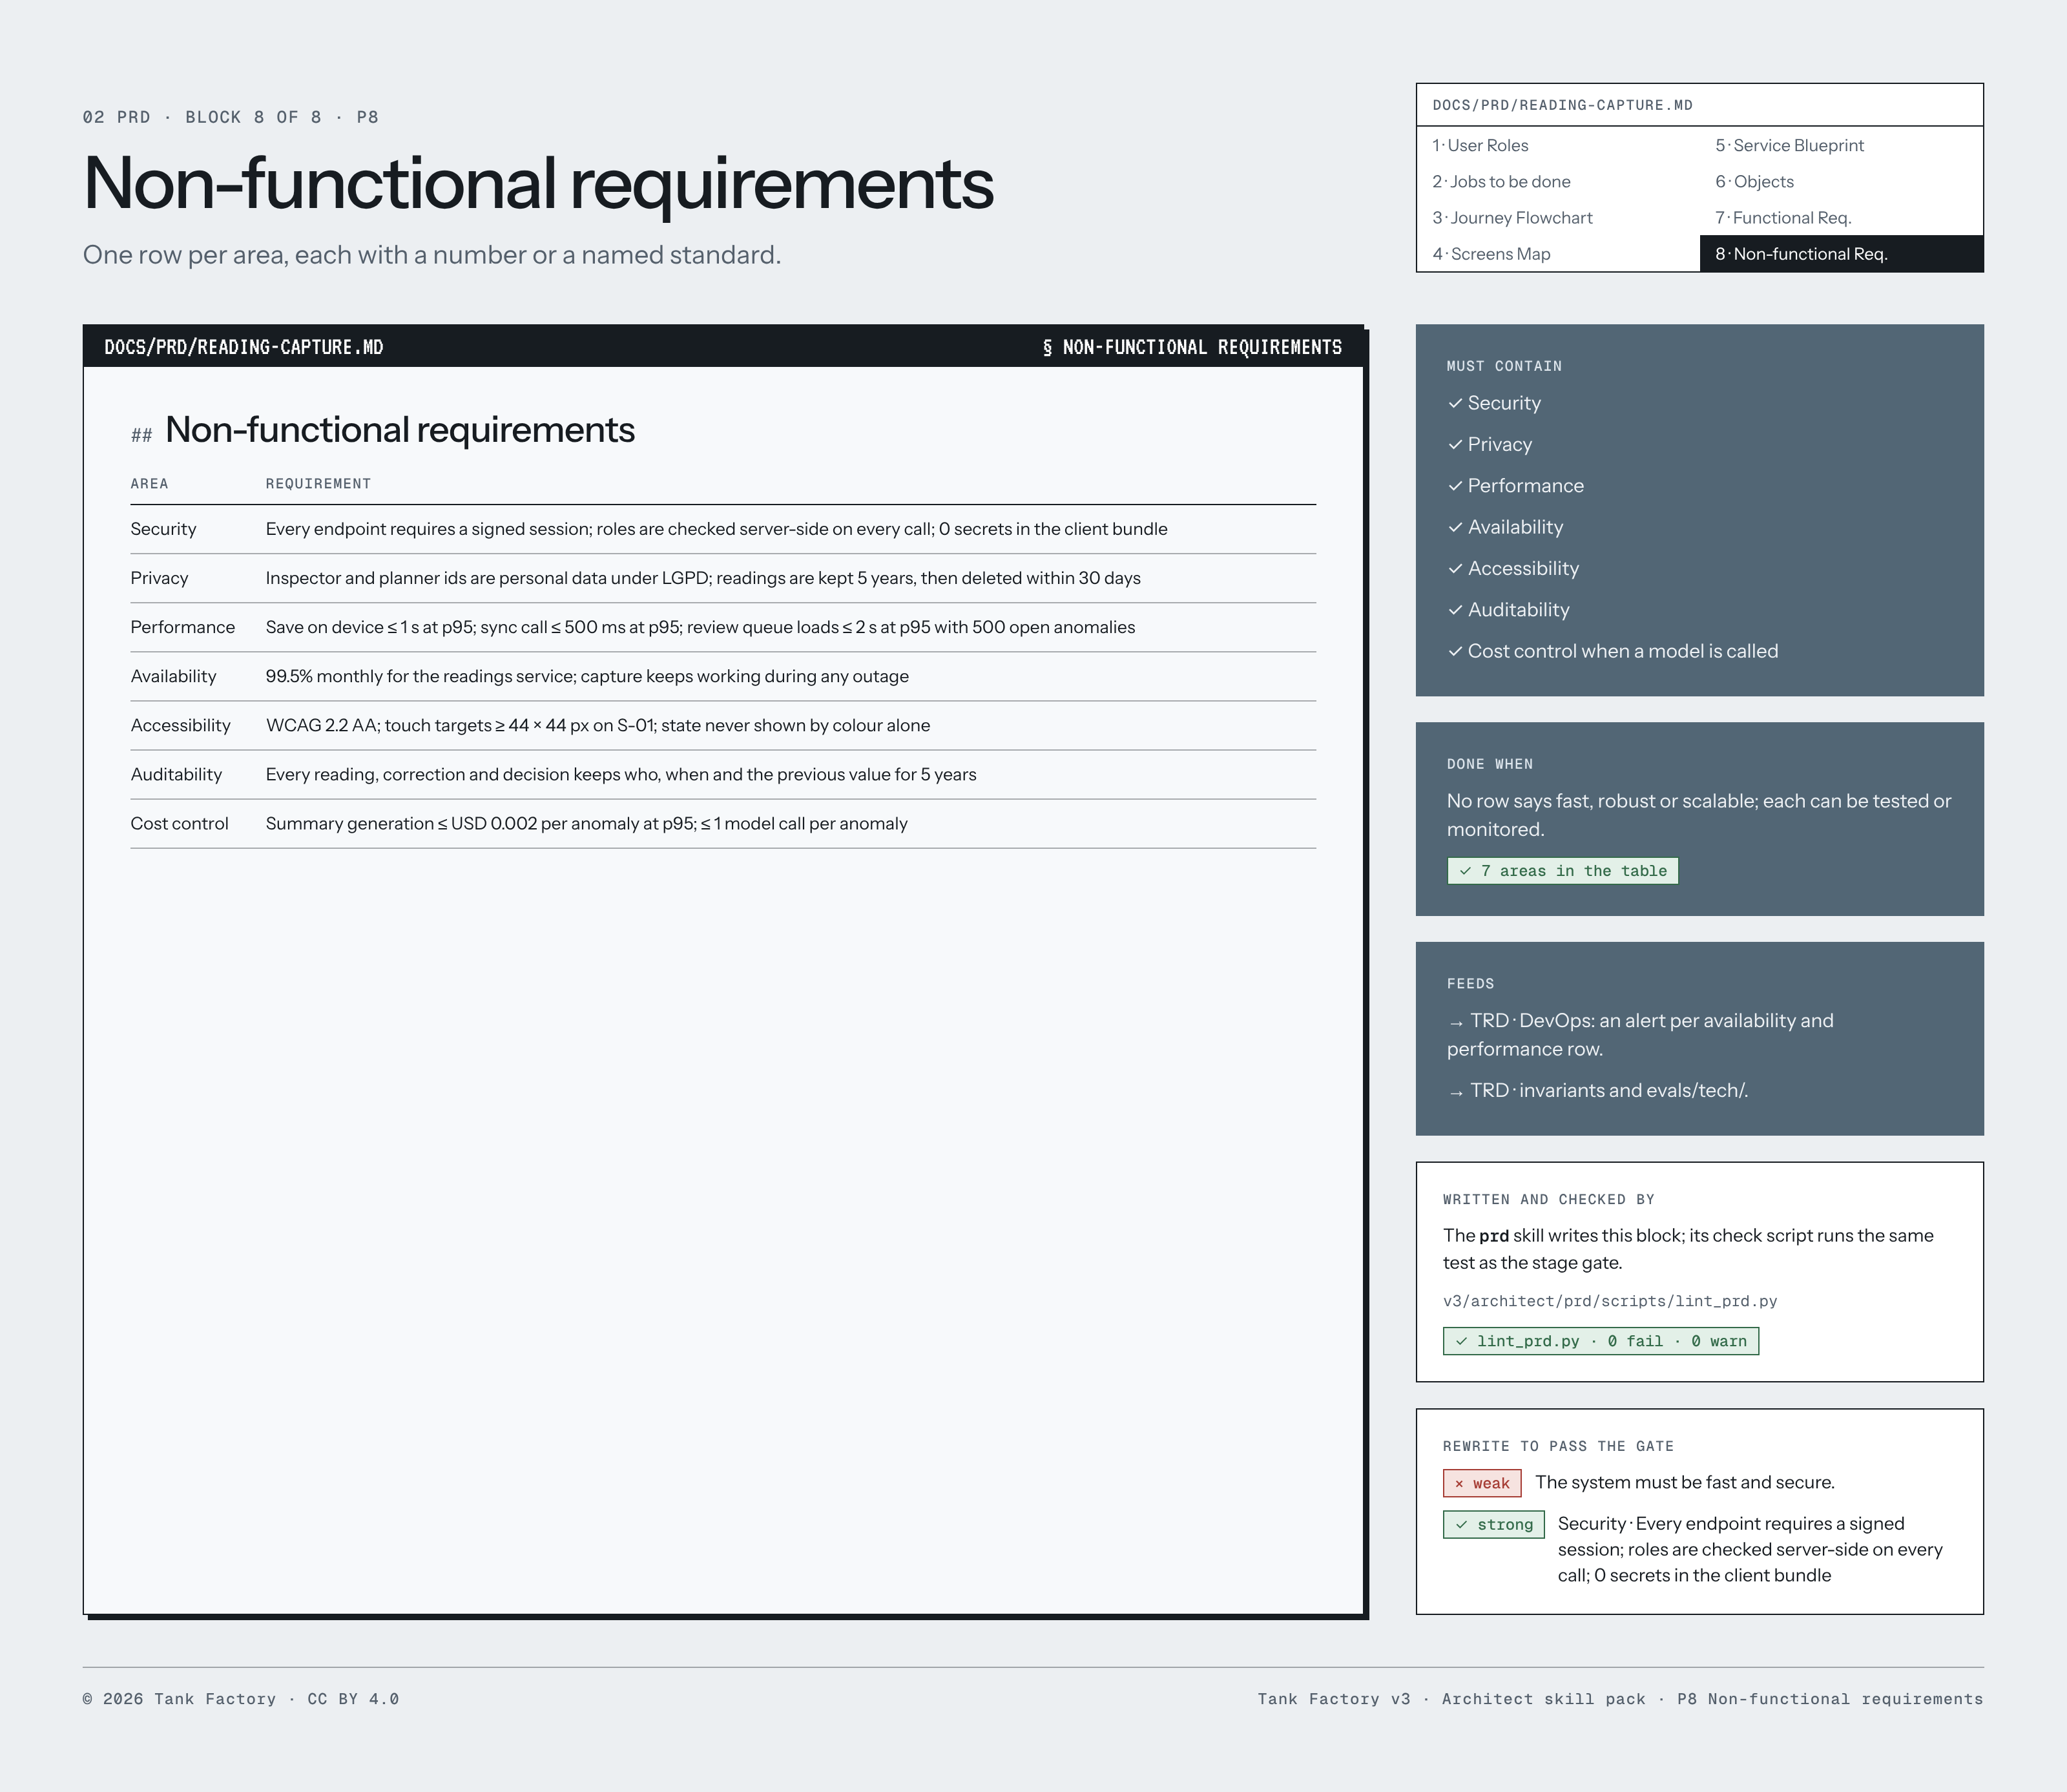 02 PRD · BLOCK 8 OF 8 · P8
Non-functional requirements
One row per area, each with a number or a named standard.
DOCS/PRD/READING-CAPTURE.MD
1·User Roles
2·Jobs to be done
3·Journey Flowchart
4·Screens Map
5·Service Blueprint
6·Objects
7·Functional Req.
8·Non-functional Req.
DOCS/PRD/READING-CAPTURE.MD § NON-FUNCTIONAL REQUIREMENTS
## Non-functional requirements
AREA REQUIREMENT
Security Every endpoint requires a signed session; roles are checked server-side on every call; 0 secrets in the client bundle
Privacy Inspector and planner ids are personal data under LGPD; readings are kept 5 years, then deleted within 30 days
Performance Save on device ≤ 1 s at p95; sync call ≤ 500 ms at p95; review queue loads ≤ 2 s at p95 with 500 open anomalies
Availability 99.5% monthly for the readings service; capture keeps working during any outage
Accessibility WCAG 2.2 AA; touch targets ≥ 44 × 44 px on S-01; state never shown by colour alone
Auditability Every reading, correction and decision keeps who, when and the previous value for 5 years
Cost control Summary generation ≤ USD 0.002 per anomaly at p95; ≤ 1 model call per anomaly
MUST CONTAIN
✓ Security
✓ Privacy
✓ Performance
✓ Availability
✓ Accessibility
✓ Auditability
✓ Cost control when a model is called
DONE WHEN
No row says fast, robust or scalable; each can be tested or
monitored.
✓ 7 areas in the table
FEEDS
→ TRD·DevOps: an alert per availability and
performance row.
→ TRD·invariants and evals/tech/.
WRITTEN AND CHECKED BY
The prd skill writes this block; its check script runs the same
test as the stage gate.
v3/architect/prd/scripts/lint_prd.py
✓ lint_prd.py · 0 fail · 0 warn
REWRITE TO PASS THE GATE
× weak The system must be fast and secure.
✓ strong Security·Every endpoint requires a signed
session; roles are checked server-side on every
call; 0 secrets in the client bundle
© 2026 Tank Factory · CC BY 4.0
Tank Factory v3 · Architect skill pack · P8 Non-functional requirements